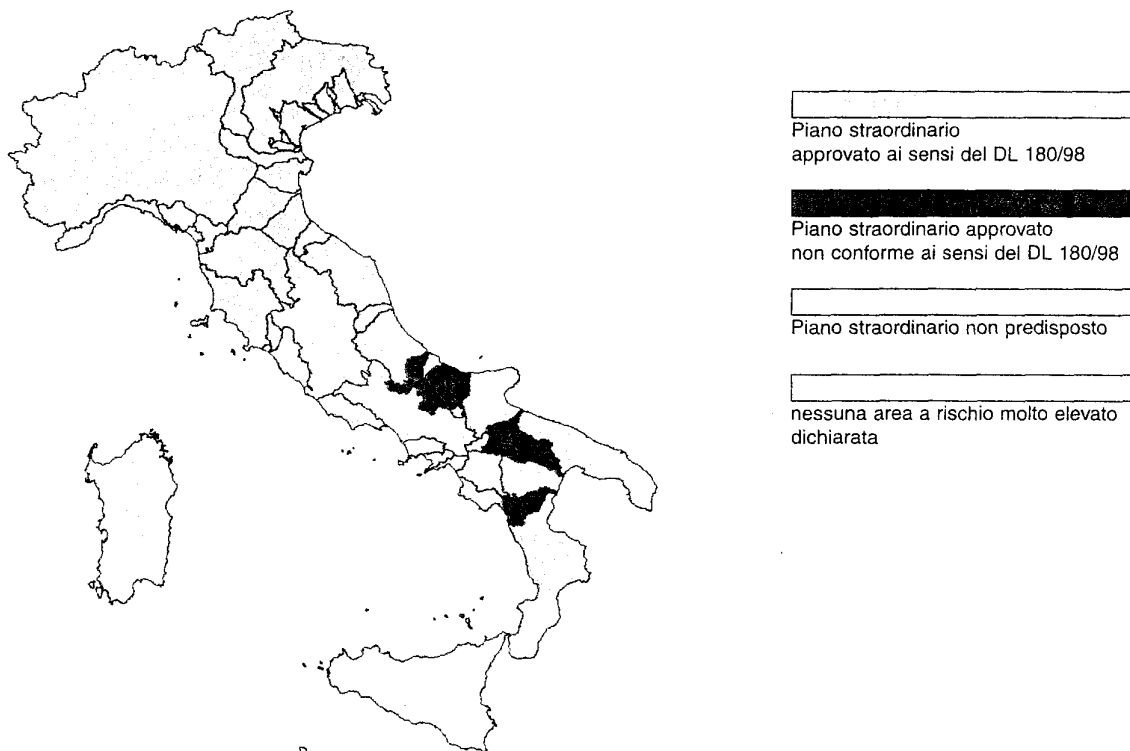 Piano straordinario
approvato ai sensi del DL 180/98
Piano straordinario approvato
non conforme ai sensi del DL 180/98
Piano straordinario non predisposto
nessuna area a rischio molto elevato
dichiarata